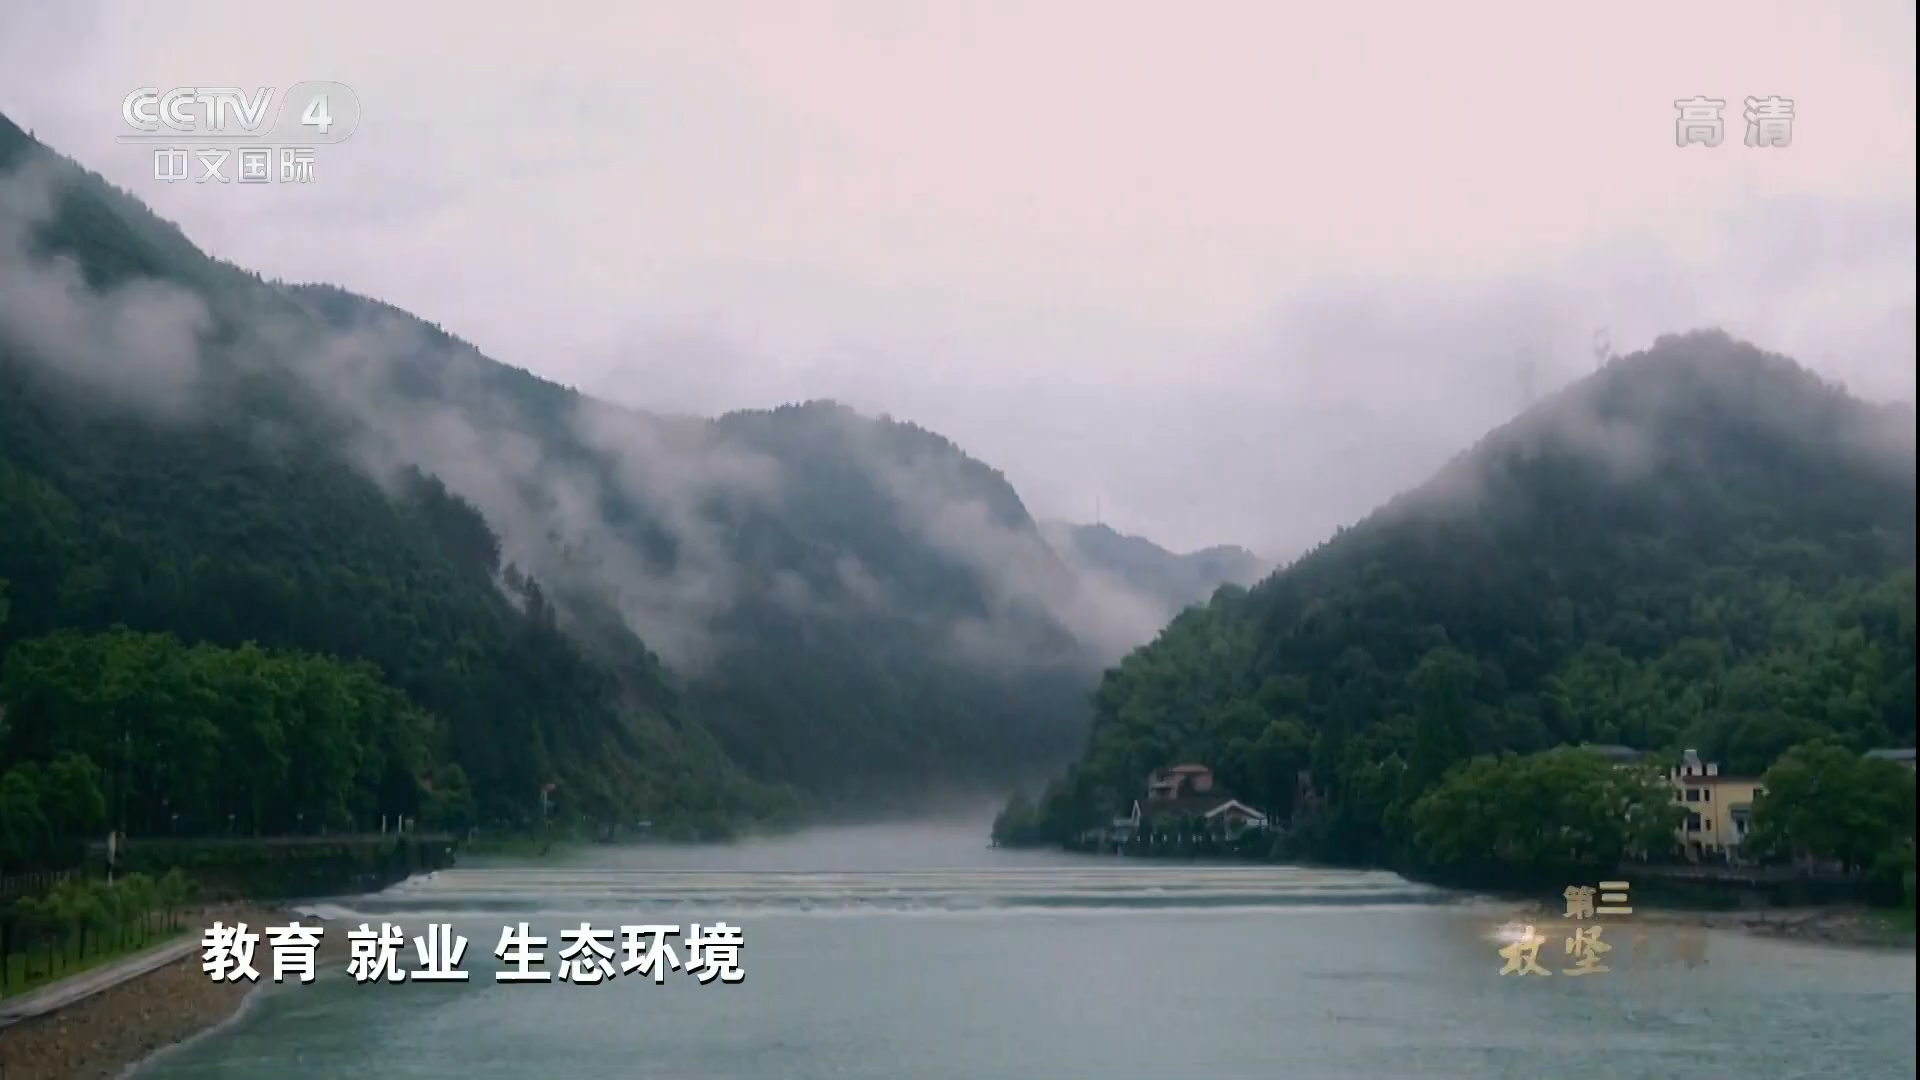 CCTV 4
中文国际
高清
第三
攻坚
教育 就业 生态环境